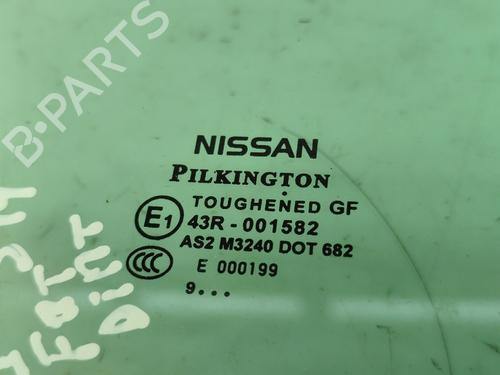 B-PARTS
NISSAN
PILKINGTON
TOUGHENED GF
E1 43R - 001582
AS2 M3240 DOT 682
CCC E 000199
9...